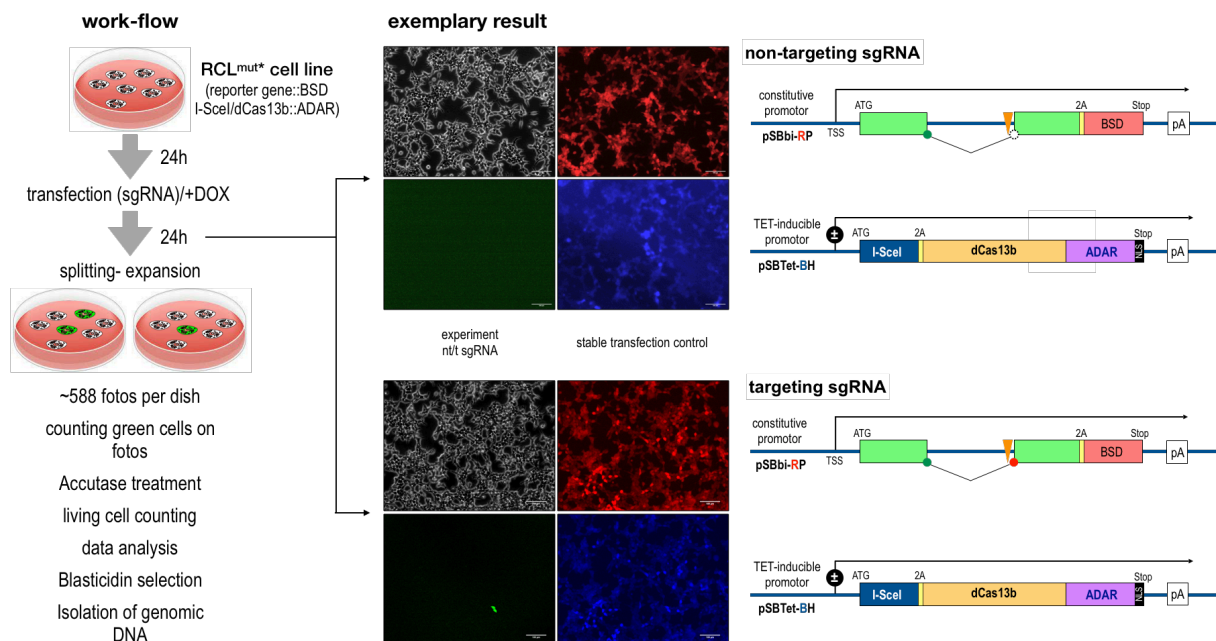 work-flow
RCLmut* cell line
(reporter gene::BSD
I-SceI/dCas13b::ADAR)
24h
transfection (sgRNA)/+DOX
24h
splitting- expansion
~588 fotos per dish
counting green cells on
fotos
Accutase treatment
living cell counting
data analysis
Blasticidin selection
Isolation of genomic
DNA
exemplary result
experiment
nt/t sgRNA
stable transfection control
non-targeting sgRNA
constitutive
promotor
pSBbi-RP
TSS
ATG
2A
Stop
BSD
pA
TET-inducible
promotor
pSBTet-BH
±
ATG
2A
Stop
I-SceI
dCas13b
ADAR
NLS
pA
targeting sgRNA
constitutive
promotor
pSBbi-RP
TSS
ATG
2A
Stop
BSD
pA
TET-inducible
promotor
pSBTet-BH
±
ATG
2A
Stop
I-SceI
dCas13b
ADAR
NLS
pA